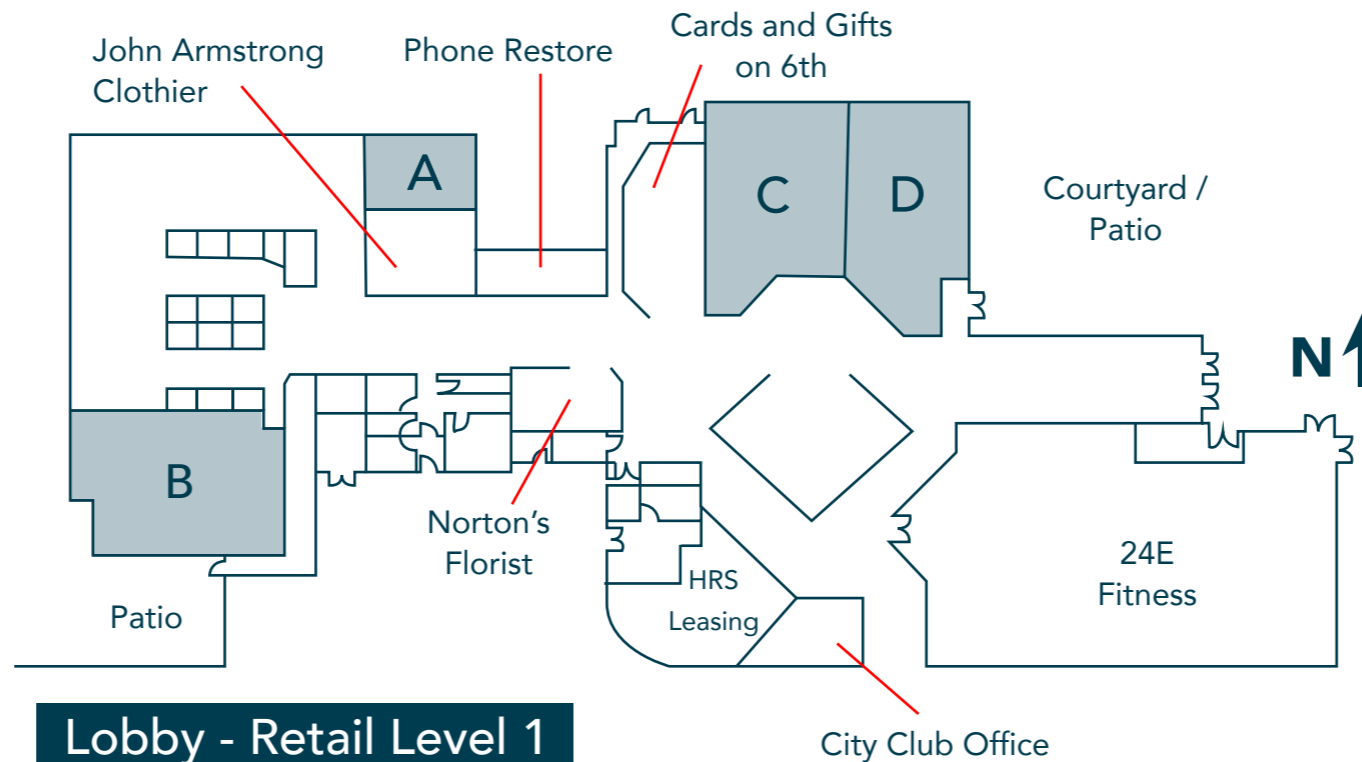 John Armstrong
Clothier
Phone Restore
Cards and Gifts
on 6th
A
C
D
Courtyard /
Patio
N
B
Norton's
Florist
24E
Fitness
HRS
Leasing
Patio
City Club Office
Lobby - Retail Level 1